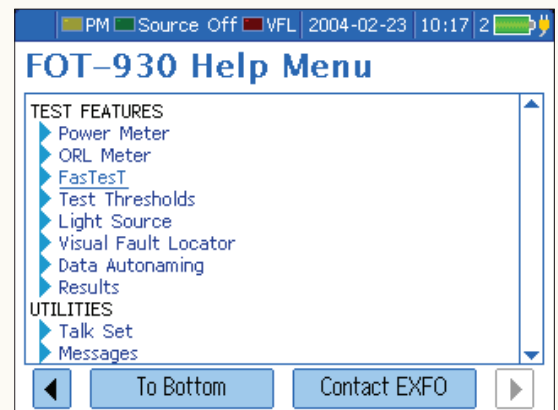 PM Source Off VFL 2004-02-23 10:17 2
FOT-930 Help Menu
TEST FEATURES
Power Meter
ORL Meter
FasTesT
Test Thresholds
Light Source
Visual Fault Locator
Data Autonaming
Results
UTILITIES
Talk Set
Messages
To Bottom Contact EXFO